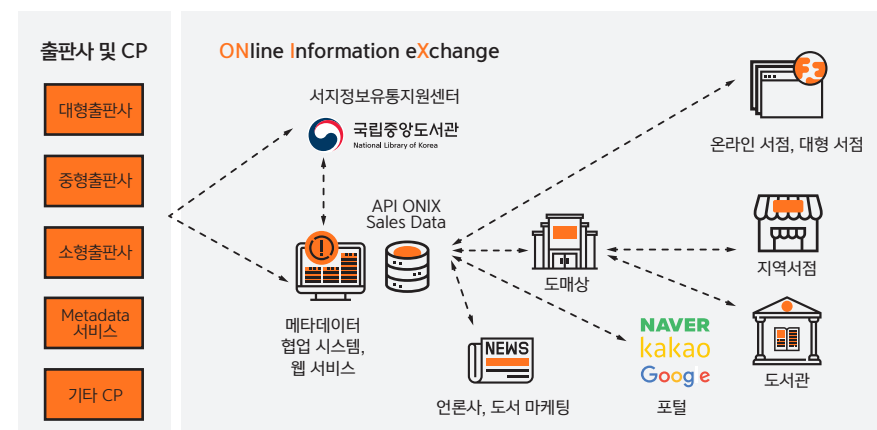 출판사 및 CP
대형출판사
중형출판사
소형출판사
Metadata
서비스
기타 CP
ONline Information eXchange
서지정보유통지원센터
국립중앙도서관
National Library of Korea
API ONIX
Sales Data
메타데이터
협업 시스템,
웹 서비스
온라인 서점, 대형 서점
도매상
지역서점
NEWS
언론사, 도서 마케팅
NAVER
kakao
Goog e
포털
도서관